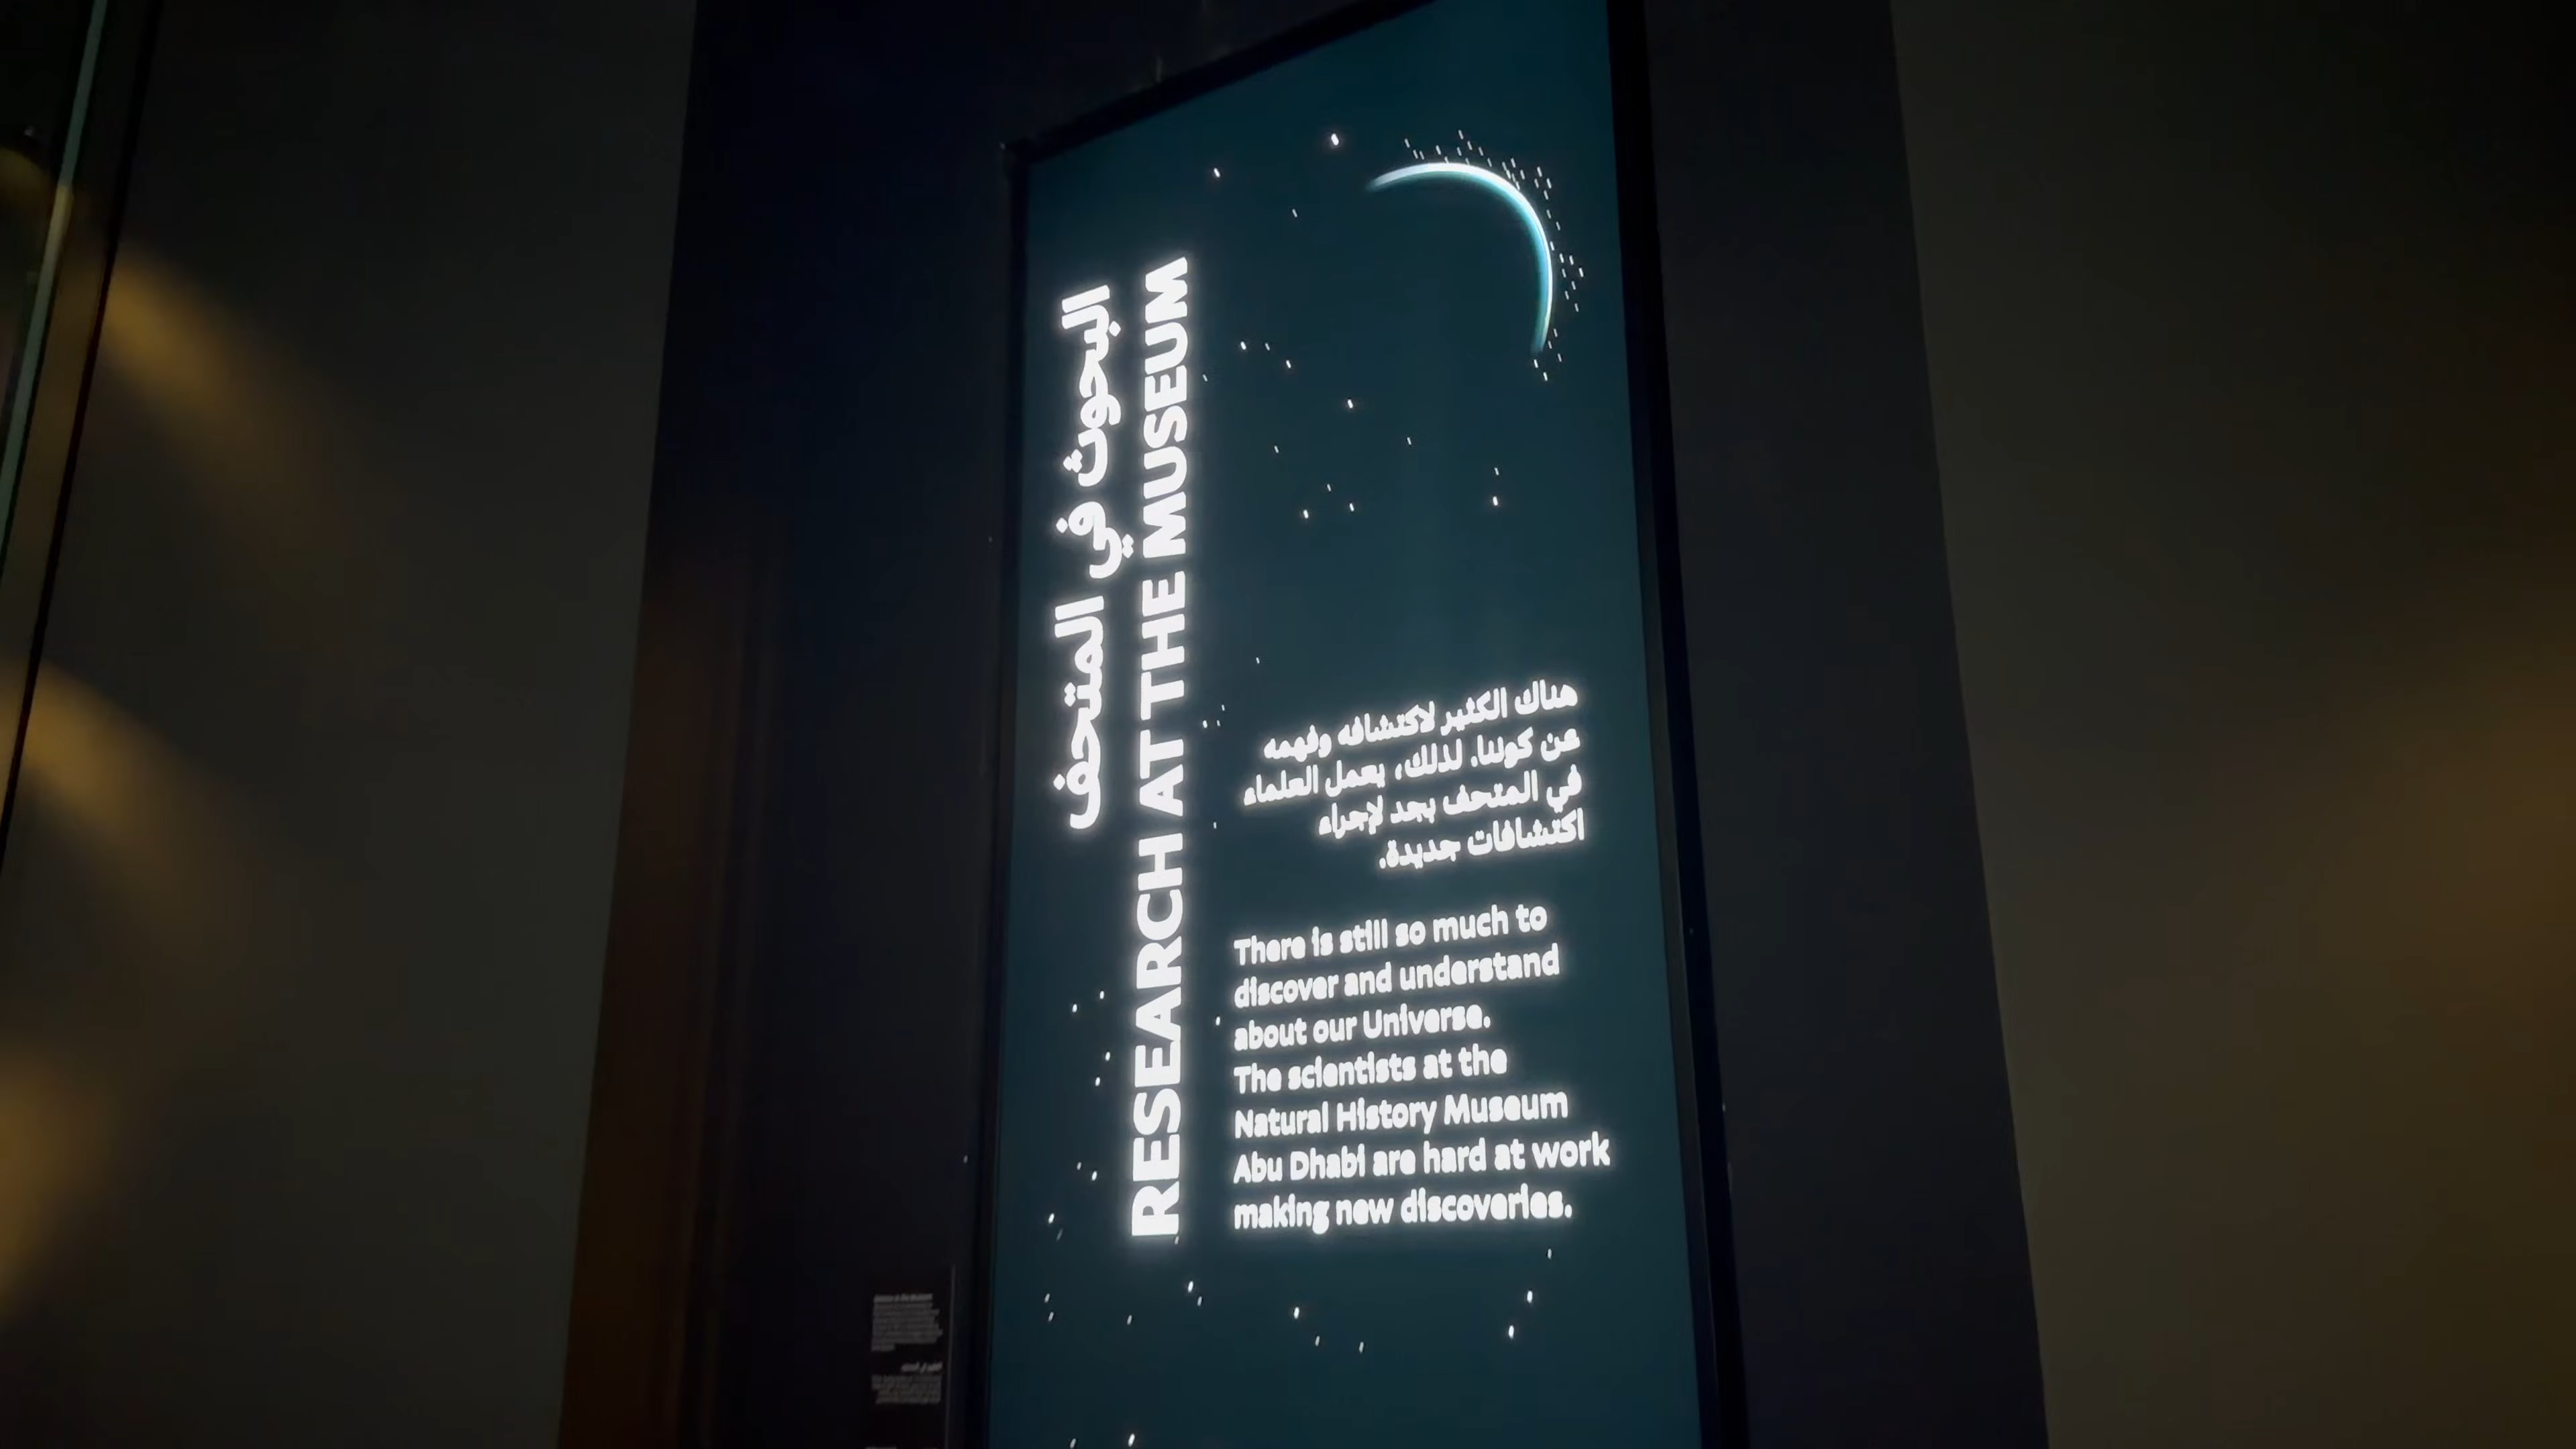 البحوث في المتحف
RESEARCH AT THE MUSEUM
هناك الكثير لاكتشافه وفهمه
عن كوننا. لذلك، يعمل العلماء
في المتحف بجد لإجراء
اكتشافات جديدة.
There is still so much to
discover and understand
about our Universe.
The scientists at the
Natural History Museum
Abu Dhabi are hard at work
making new discoveries.